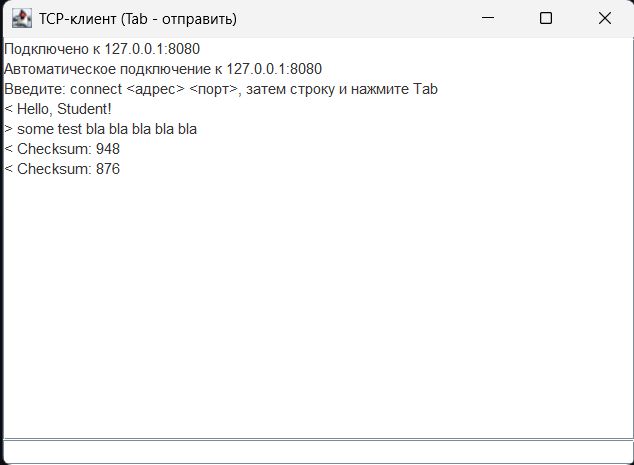 TCP-клиент (Tab - отправить)
Подключено к 127.0.0.1:8080
Автоматическое подключение к 127.0.0.1:8080
Введите: connect <адрес> <порт>, затем строку и нажмите Tab
< Hello, Student!
> some test bla bla bla bla bla
< Checksum: 948
< Checksum: 876